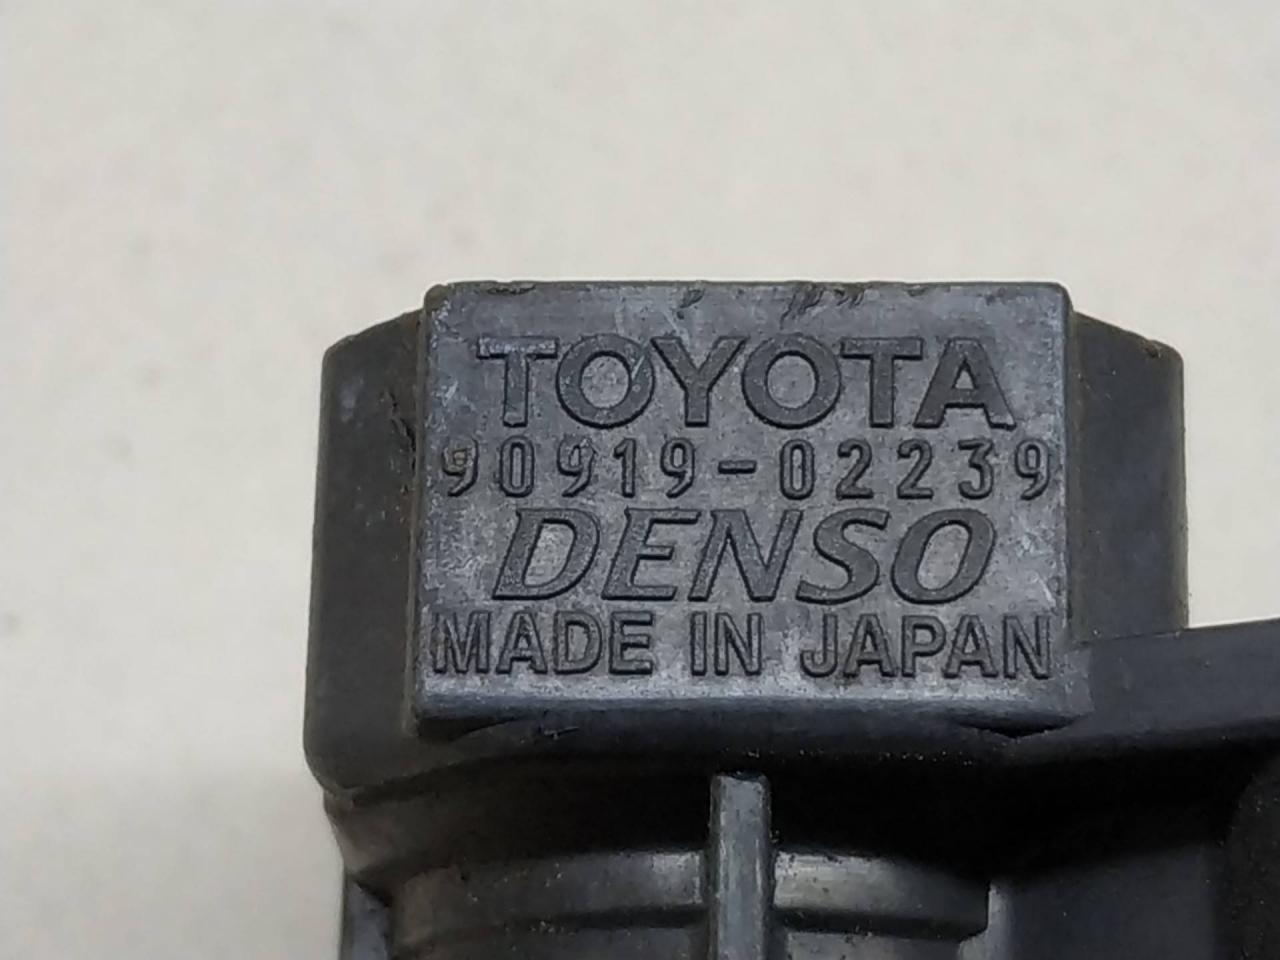 TOYOTA
90919-02239
DENSO
MADE IN JAPAN